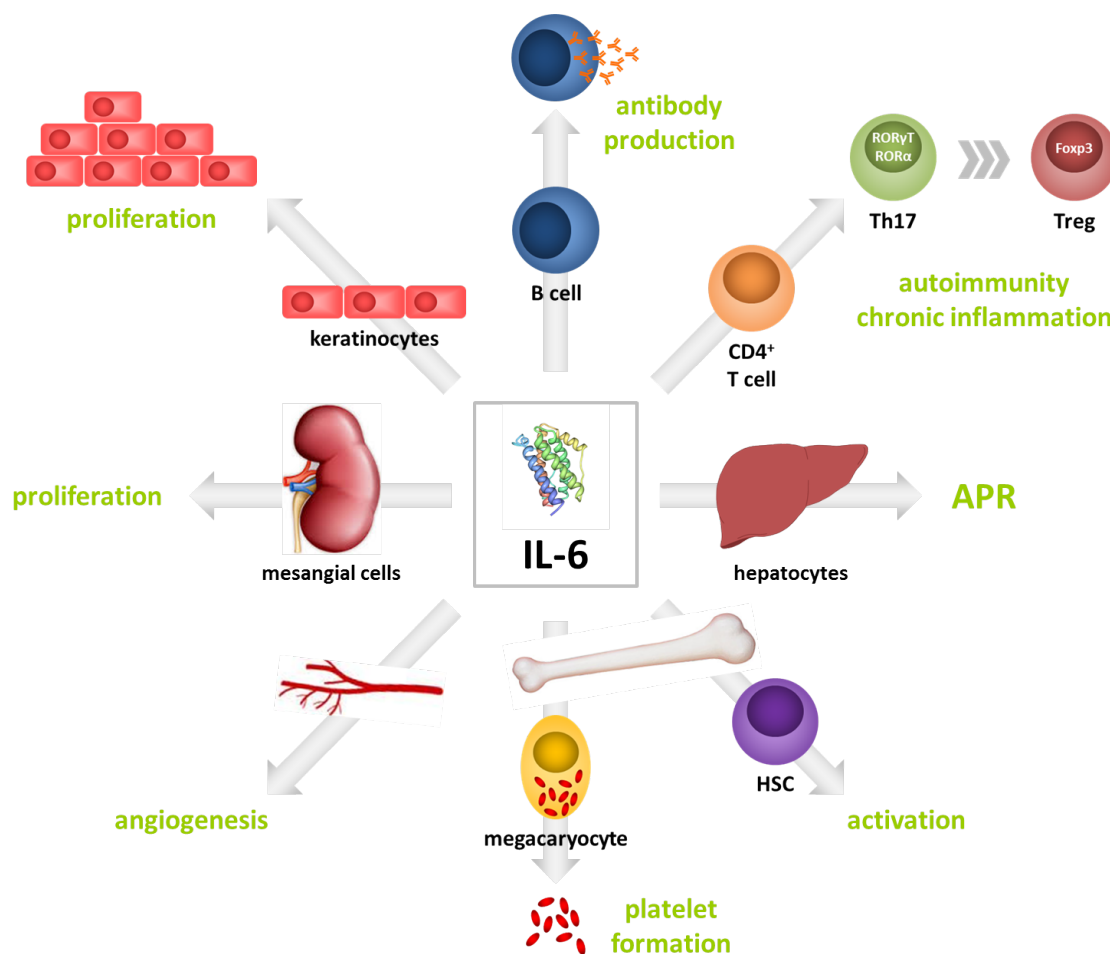 antibody
production
RORγT
RORα
Foxp3
Th17
Treg
proliferation
B cell
autoimmunity
chronic inflammation
keratinocytes
CD4⁺
T cell
proliferation
IL-6
APR
mesangial cells
hepatocytes
HSC
angiogenesis
megacaryocyte
activation
platelet
formation